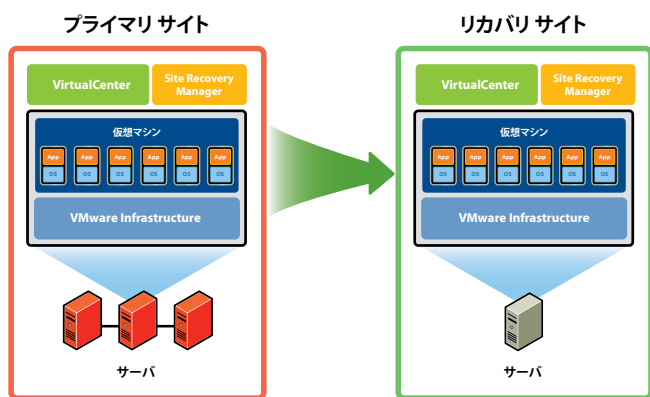 プライマリ サイト
VirtualCenter
Site Recovery
Manager
仮想マシン
App App App App App App
OS OS OS OS OS OS
VMware Infrastructure
サーバ
リカバリ サイト
VirtualCenter
Site Recovery
Manager
仮想マシン
App App App App App App
OS OS OS OS OS OS
VMware Infrastructure
サーバ